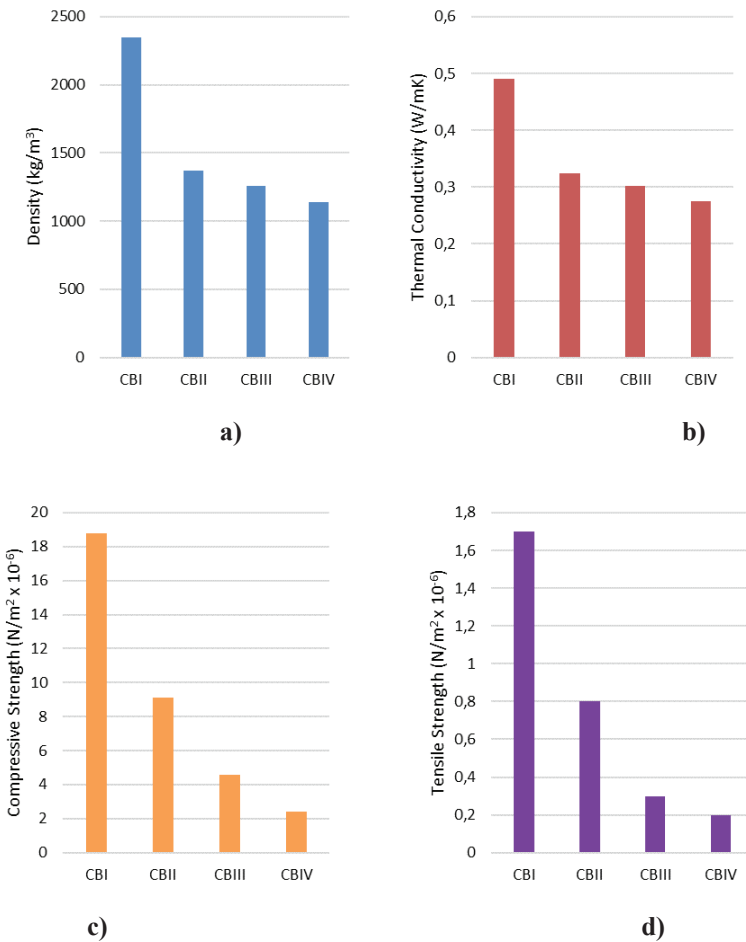 Density (kg/m³)
2500
2000
1500
1000
500
0
CBI CBII CBIII CBIV
a)
Thermal Conductivity (W/mK)
0,6
0,5
0,4
0,3
0,2
0,1
0
CBI CBII CBIII CBIV
b)
Compressive Strength (N/m² x 10⁻⁶)
20
18
16
14
12
10
8
6
4
2
0
CBI CBII CBIII CBIV
c)
Tensile Strength (N/m² x 10⁻⁶)
1,8
1,6
1,4
1,2
1
0,8
0,6
0,4
0,2
0
CBI CBII CBIII CBIV
d)